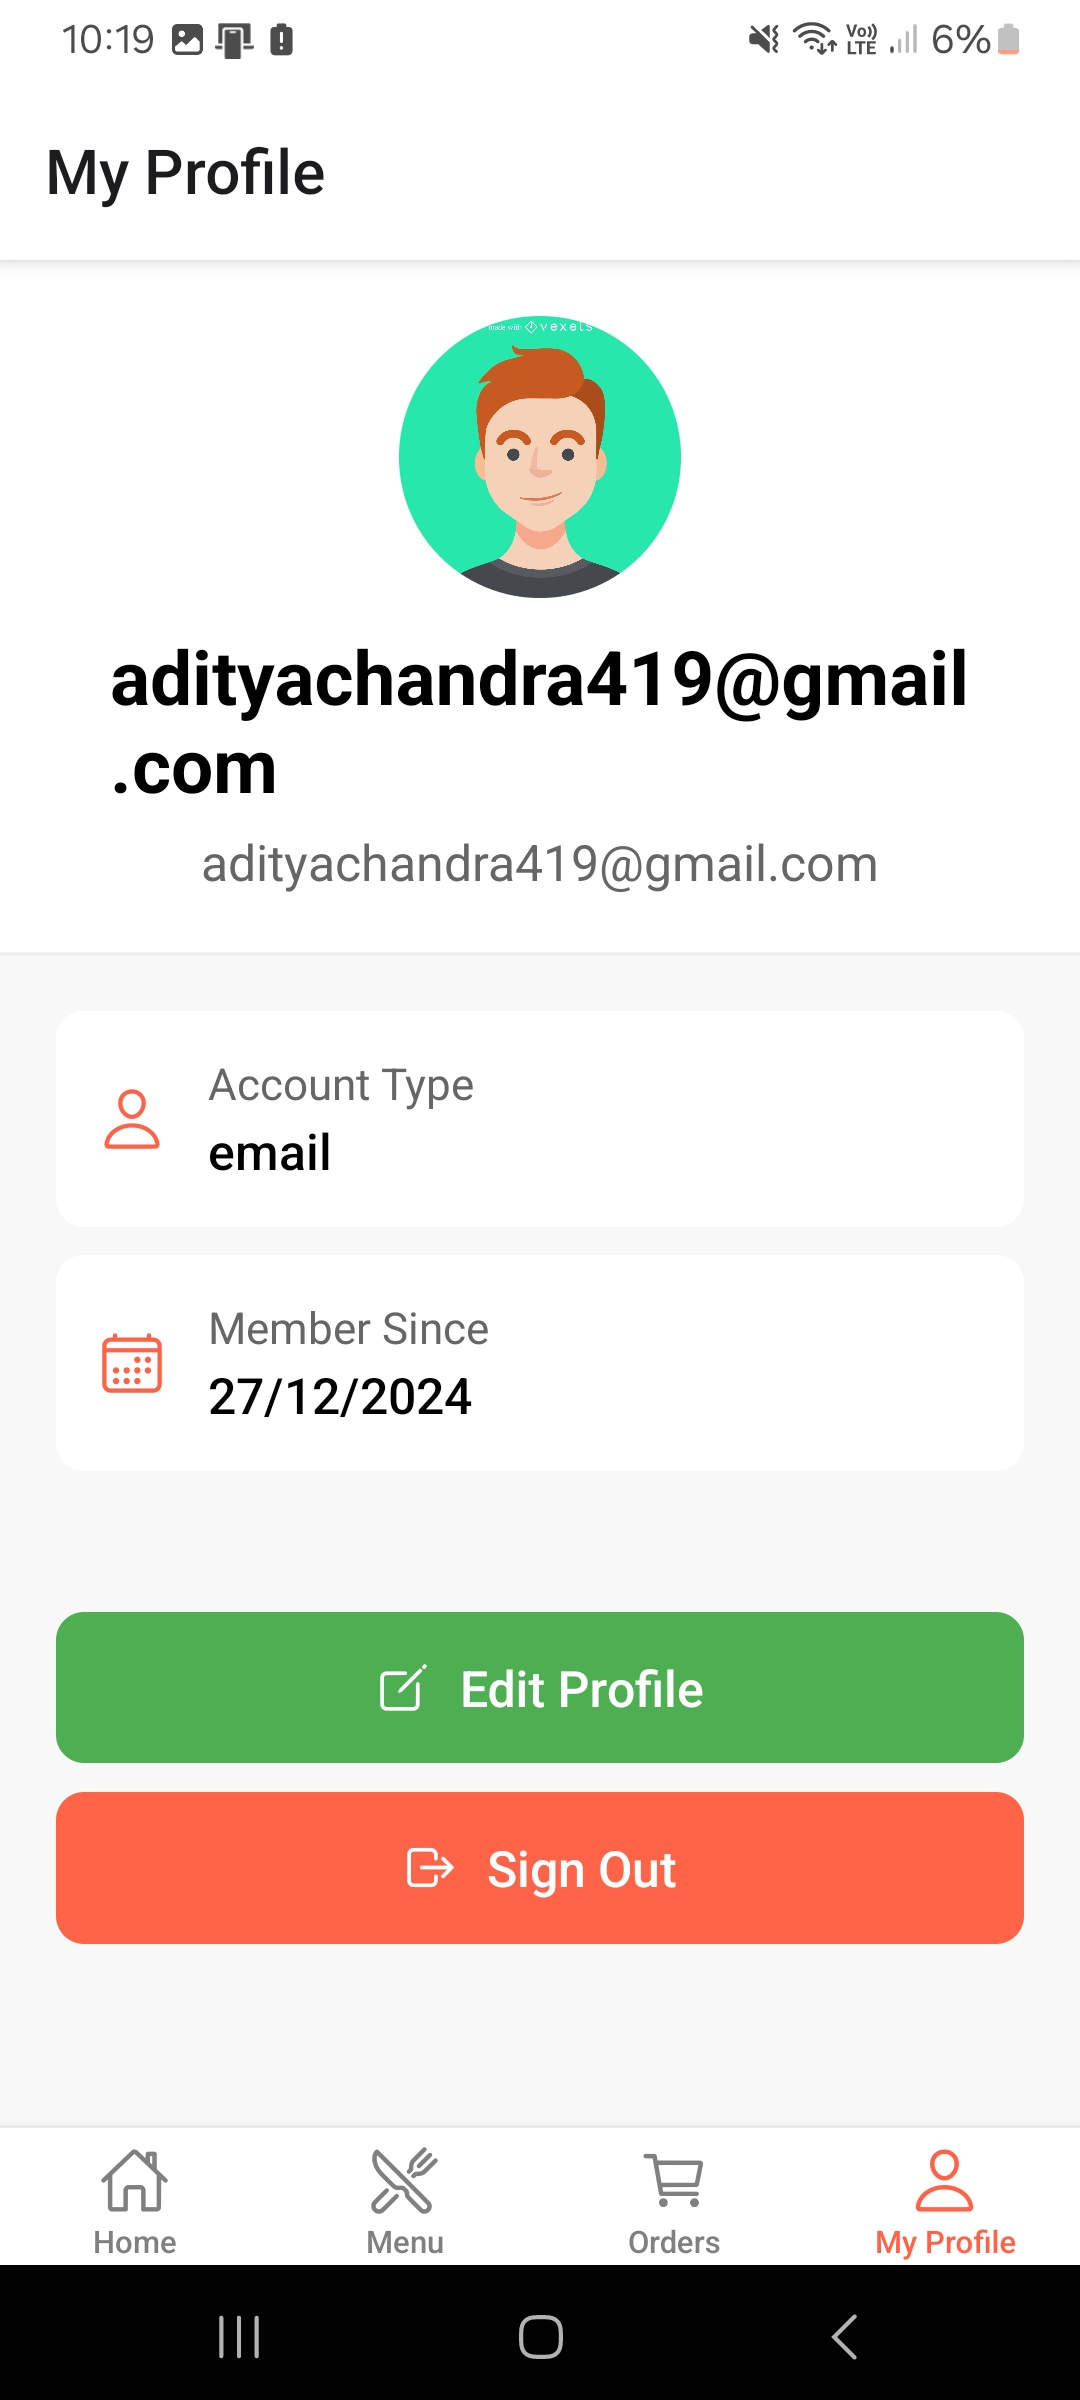 10:19
Vo)) LTE 6%
My Profile
made with vexels
adityachandra419@gmail
.com
adityachandra419@gmail.com
Account Type
email
Member Since
27/12/2024
Edit Profile
Sign Out
Home Menu Orders My Profile